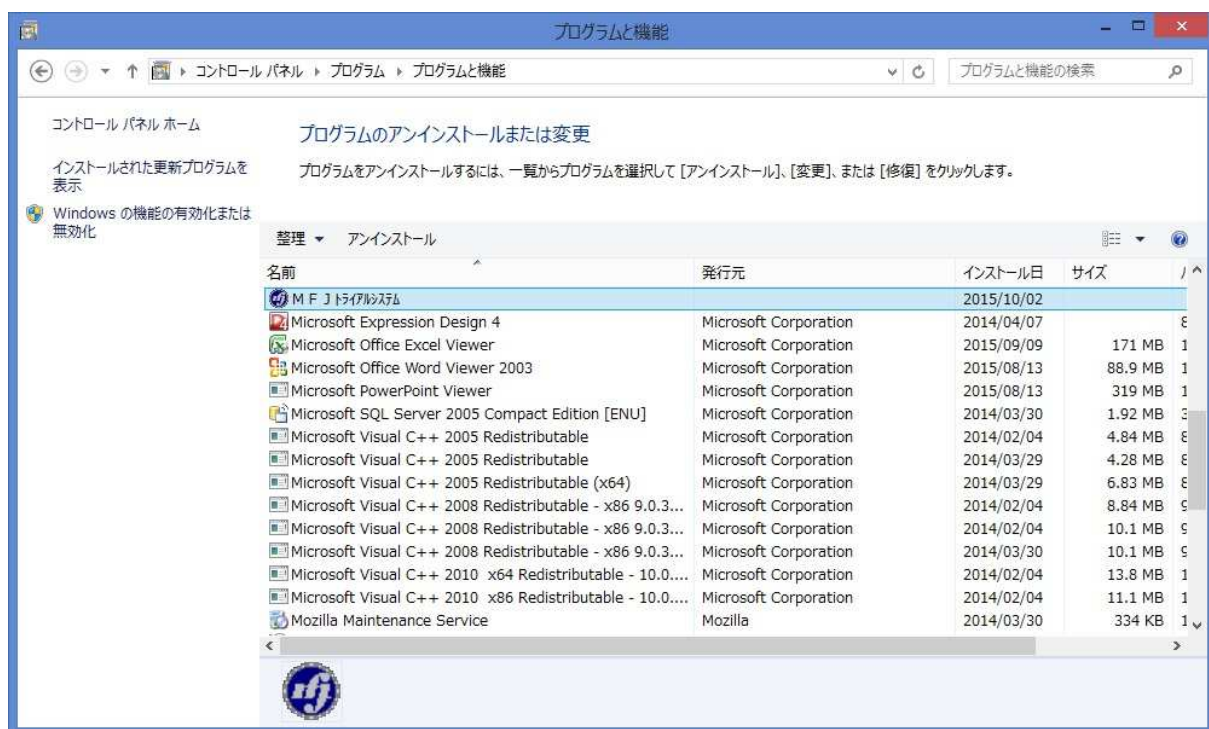 プログラムと機能
コントロール パネル ▸ プログラム ▸ プログラムと機能
プログラムと機能の検索
コントロール パネル ホーム
インストールされた更新プログラムを
表示
Windows の機能の有効化または
無効化
プログラムのアンインストールまたは変更
プログラムをアンインストールするには、一覧からプログラムを選択して [アンインストール]、[変更]、または [修復] をクリックします。
整理 アンインストール
名前 発行元 インストール日 サイズ
ＭＦＪﾄﾗｲｱﾙｼｽﾃﾑ 2015/10/02
Microsoft Expression Design 4 Microsoft Corporation 2014/04/07
Microsoft Office Excel Viewer Microsoft Corporation 2015/09/09 171 MB 1
Microsoft Office Word Viewer 2003 Microsoft Corporation 2015/08/13 88.9 MB 1
Microsoft PowerPoint Viewer Microsoft Corporation 2015/08/13 319 MB 1
Microsoft SQL Server 2005 Compact Edition [ENU] Microsoft Corporation 2014/03/30 1.92 MB
Microsoft Visual C++ 2005 Redistributable Microsoft Corporation 2014/02/04 4.84 MB
Microsoft Visual C++ 2005 Redistributable Microsoft Corporation 2014/03/29 4.28 MB
Microsoft Visual C++ 2005 Redistributable (x64) Microsoft Corporation 2014/03/29 6.83 MB
Microsoft Visual C++ 2008 Redistributable - x86 9.0.3... Microsoft Corporation 2014/02/04 8.84 MB
Microsoft Visual C++ 2008 Redistributable - x86 9.0.3... Microsoft Corporation 2014/02/04 10.1 MB
Microsoft Visual C++ 2008 Redistributable - x86 9.0.3... Microsoft Corporation 2014/03/30 10.1 MB
Microsoft Visual C++ 2010 x64 Redistributable - 10.0.... Microsoft Corporation 2014/02/04 13.8 MB 1
Microsoft Visual C++ 2010 x86 Redistributable - 10.0.... Microsoft Corporation 2014/02/04 11.1 MB 1
Mozilla Maintenance Service Mozilla 2014/03/30 334 KB 1
mfj